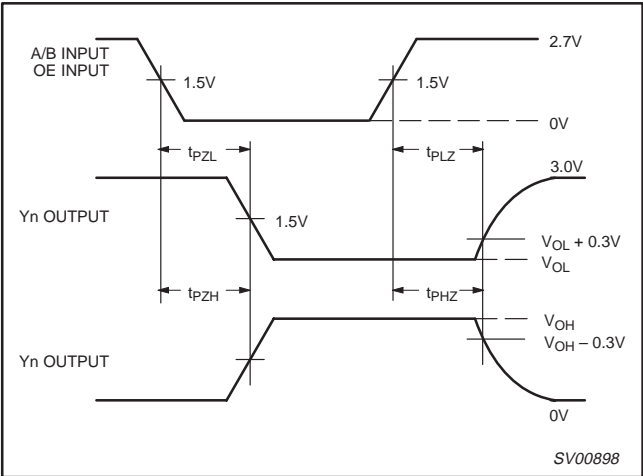 A/B INPUT
OE INPUT
2.7V
1.5V
1.5V
0V
tPZL
tPLZ
3.0V
Yn OUTPUT
1.5V
VOL + 0.3V
VOL
tPZH
tPHZ
VOH
VOH – 0.3V
Yn OUTPUT
0V
SV00898